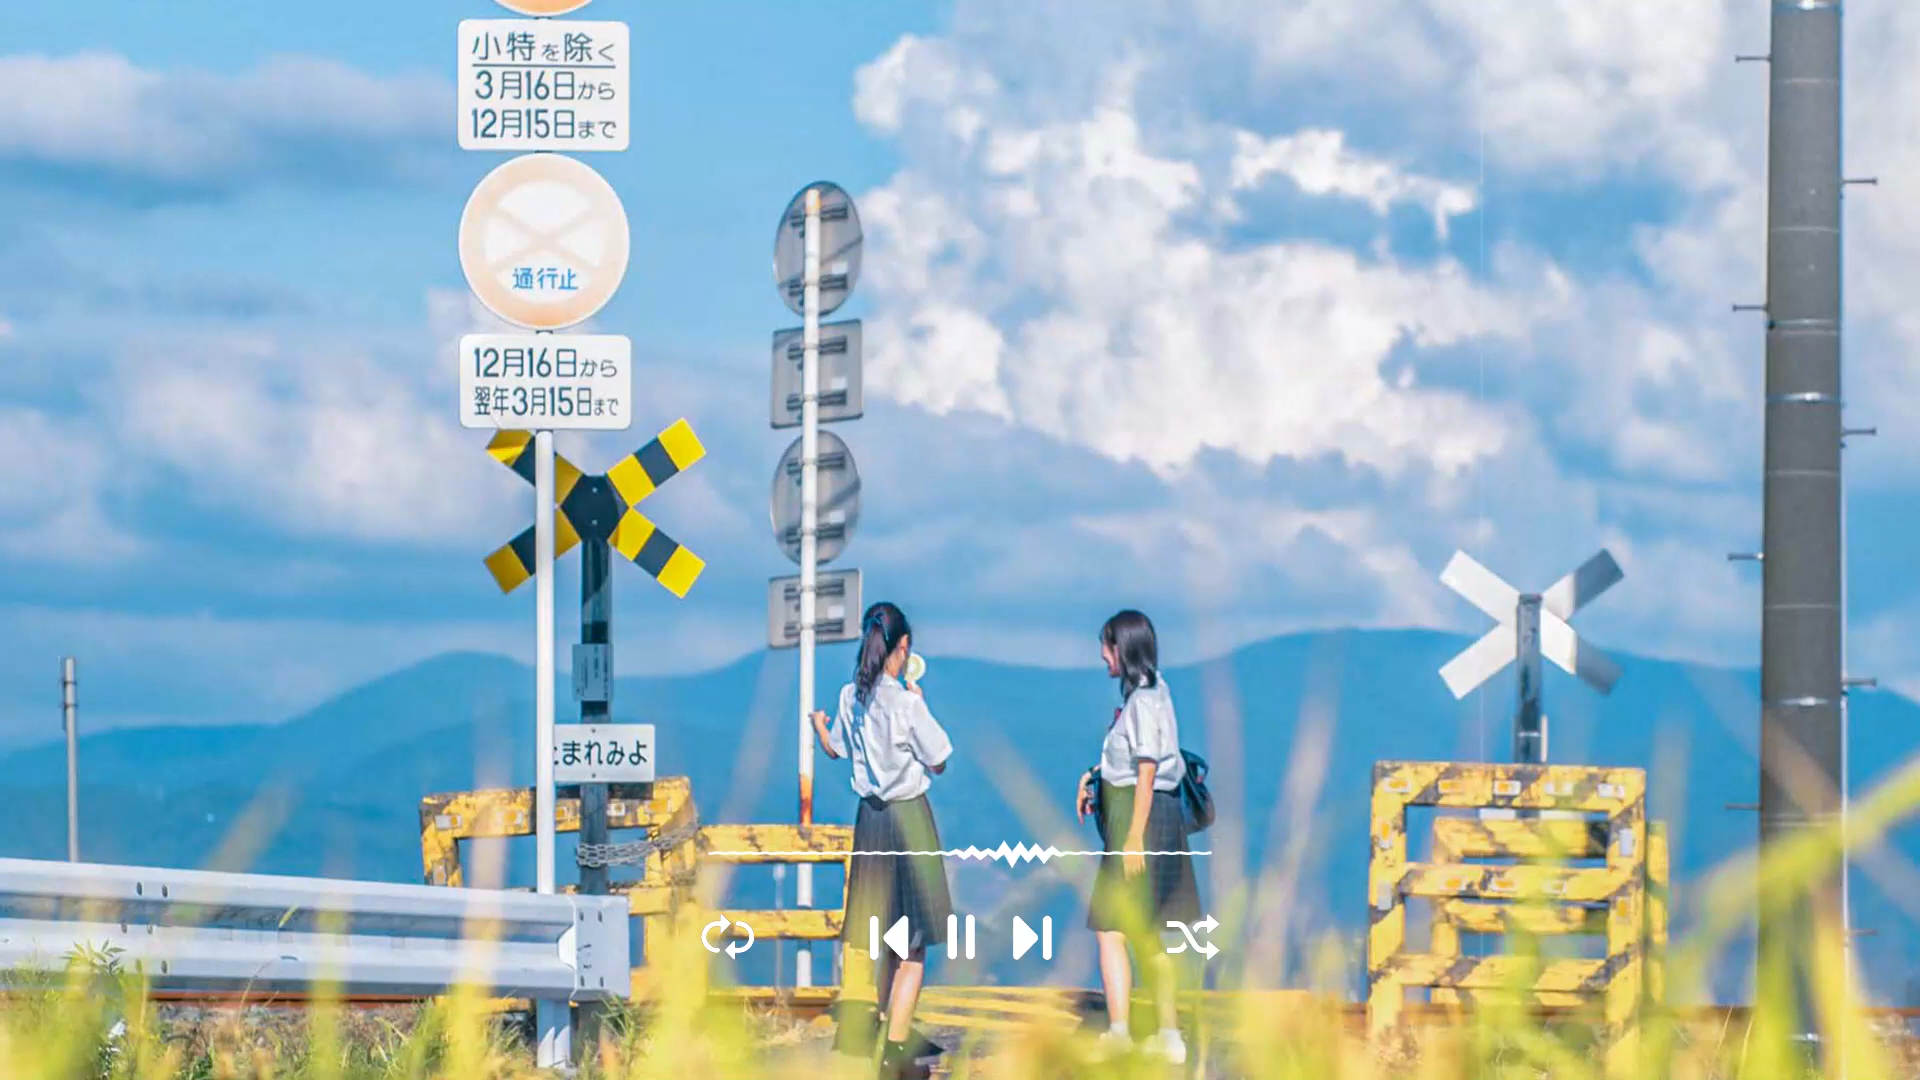 小特を除く
3月16日から
12月15日まで
通行止
12月16日から
翌年3月15日まで
とまれみよ